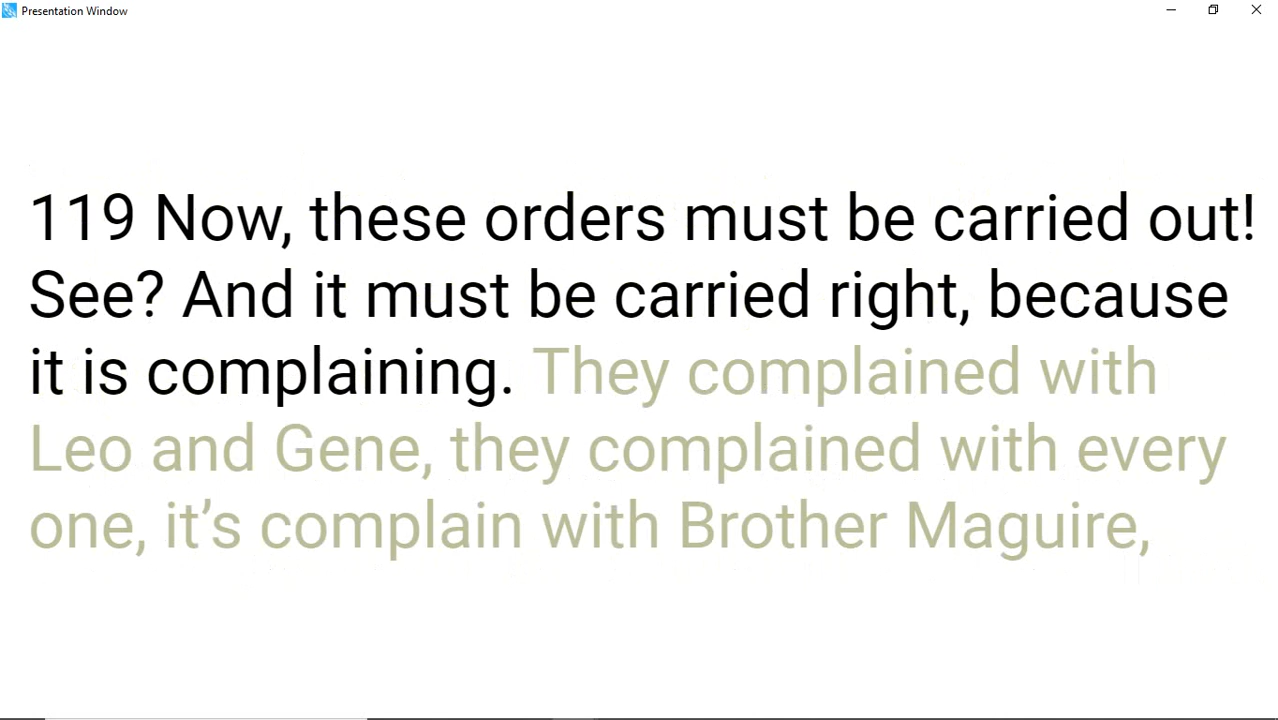 Presentation Window
119 Now, these orders must be carried out!
See? And it must be carried right, because
it is complaining. They complained with
Leo and Gene, they complained with every
one, it’s complain with Brother Maguire,